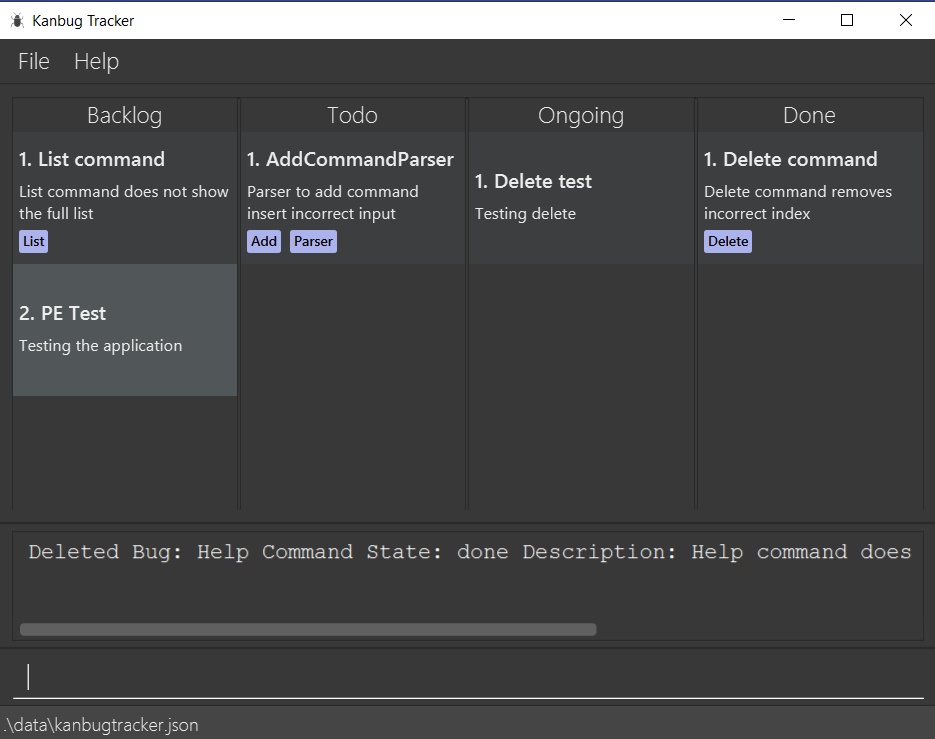 Kanbug Tracker
File Help
Backlog
1. List command
List command does not show
the full list
List
2. PE Test
Testing the application
Todo
1. AddCommandParser
Parser to add command
insert incorrect input
Add Parser
Ongoing
1. Delete test
Testing delete
Done
1. Delete command
Delete command removes
incorrect index
Delete
Deleted Bug: Help Command State: done Description: Help command does
.\data\kanbugtracker.json